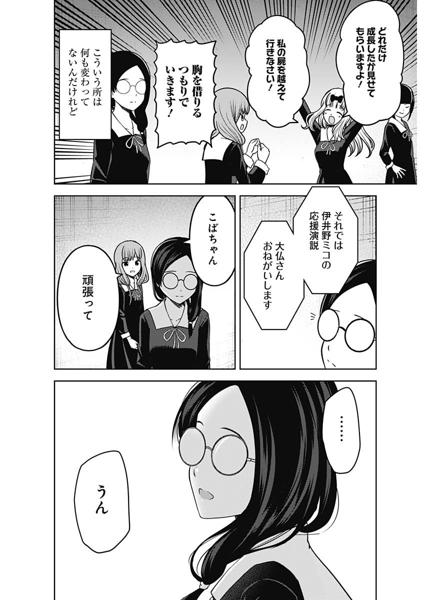 どれだけ
成長したか見せて
もらいますよ!
私の屍を越えて
行きなさい!
胸を借りる
つもりで
いきます!
こういう所は
何も変わって
ないんだけれど
それでは
伊井野ミコの
応援演説
大仏さん
おねがいします
こばちゃん
頑張って
……
うん